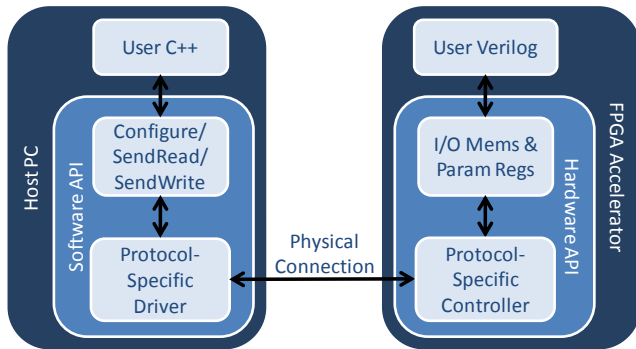 Host PC
User C++
Software API
Configure/
SendRead/
SendWrite
Protocol-
Specific
Driver
Physical
Connection
User Verilog
I/O Mems &
Param Regs
Protocol-
Specific
Controller
Hardware API
FPGA Accelerator